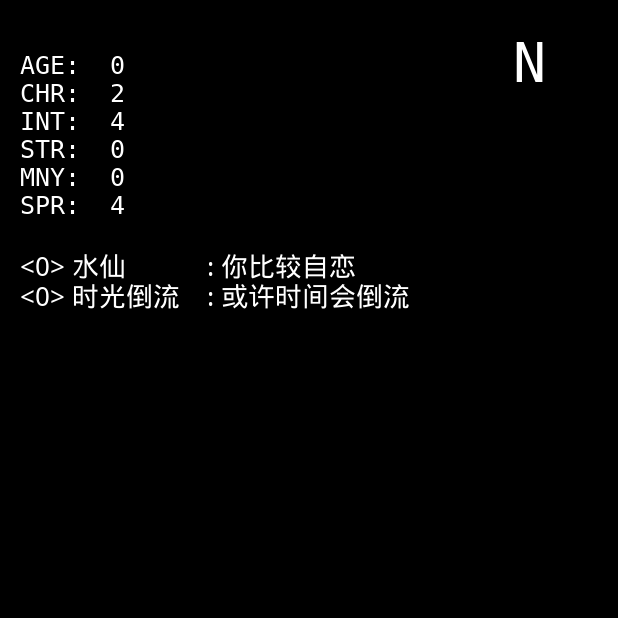 N
AGE: 0
CHR: 2
INT: 4
STR: 0
MNY: 0
SPR: 4
<O> 水仙 : 你比较自恋
<O> 时光倒流 : 或许时间会倒流